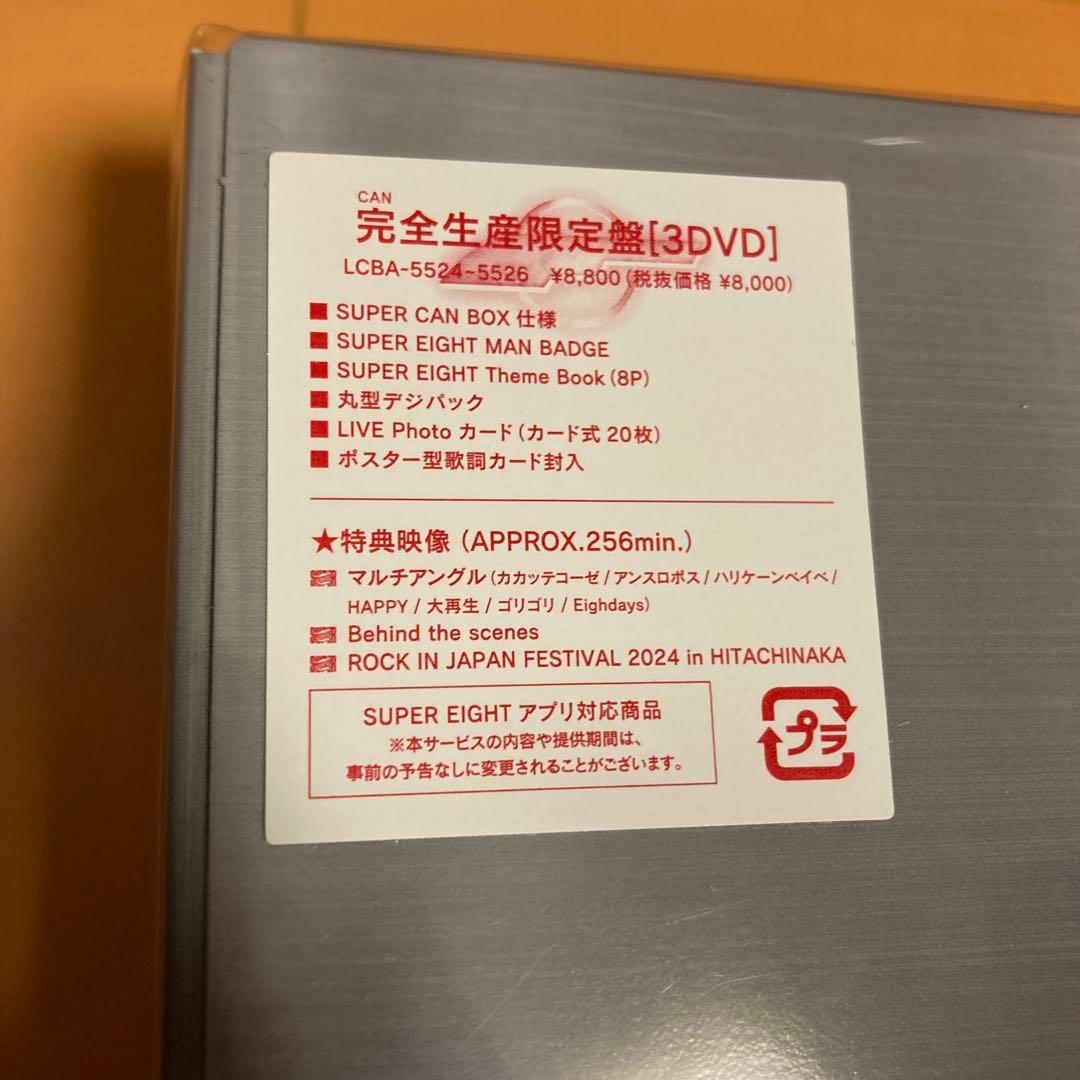 CAN
完全生産限定盤[3DVD]
LCBA-5524~5526 ¥8,800(税抜価格 ¥8,000)
■ SUPER CAN BOX 仕様
■ SUPER EIGHT MAN BADGE
■ SUPER EIGHT Theme Book(8P)
■ 丸型デジパック
■ LIVE Photo カード(カード式 20枚)
■ ポスター型歌詞カード封入
★特典映像 (APPROX.256min.)
マルチアングル(カカッテコーゼ/アンスロポス/ハリケーンベイベ/
HAPPY / 大再生 / ゴリゴリ / Eighdays)
Behind the scenes
ROCK IN JAPAN FESTIVAL 2024 in HITACHINAKA
SUPER EIGHT アプリ対応商品
※本サービスの内容や提供期間は、
事前の予告なしに変更されることがございます。
プラ